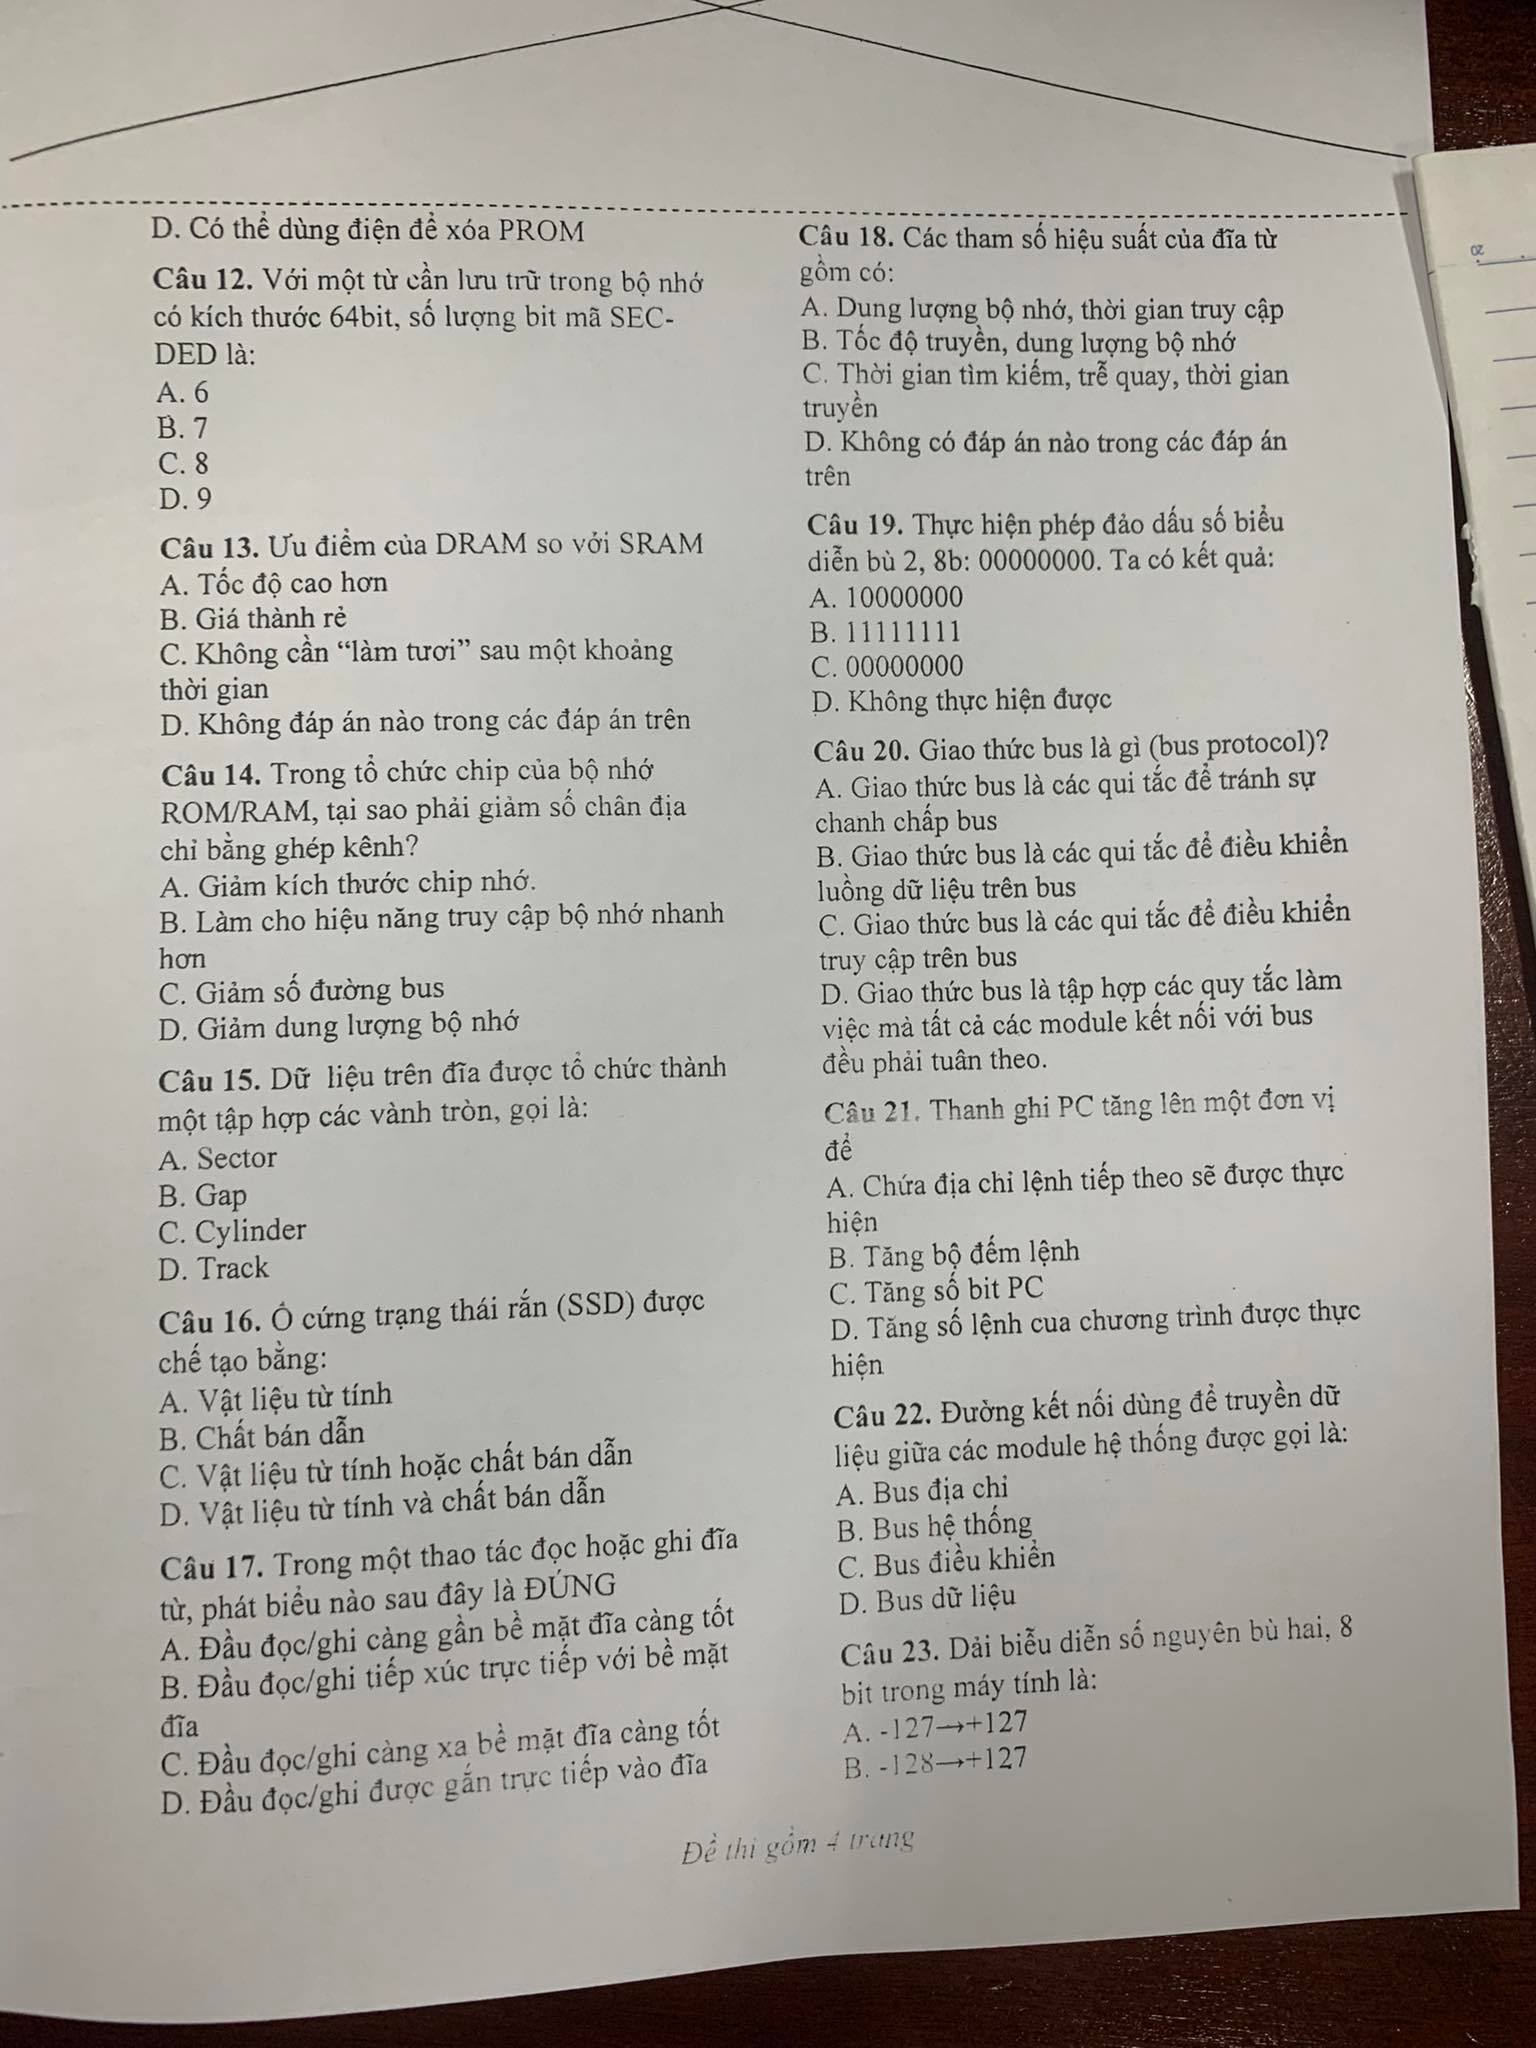 D. Có thể dùng điện để xóa PROM
Câu 12. Với một từ cần lưu trữ trong bộ nhớ
có kích thước 64bit, số lượng bit mã SEC-
DED là:
A. 6
B. 7
C. 8
D. 9
Câu 13. Ưu điểm của DRAM so với SRAM
A. Tốc độ cao hơn
B. Giá thành rẻ
C. Không cần “làm tươi” sau một khoảng
thời gian
D. Không đáp án nào trong các đáp án trên
Câu 14. Trong tổ chức chip của bộ nhớ
ROM/RAM, tại sao phải giảm số chân địa
chỉ bằng ghép kênh?
A. Giảm kích thước chip nhớ.
B. Làm cho hiệu năng truy cập bộ nhớ nhanh
hơn
C. Giảm số đường bus
D. Giảm dung lượng bộ nhớ
Câu 15. Dữ liệu trên đĩa được tổ chức thành
một tập hợp các vành tròn, gọi là:
A. Sector
B. Gap
C. Cylinder
D. Track
Câu 16. Ổ cứng trạng thái rắn (SSD) được
chế tạo bằng:
A. Vật liệu từ tính
B. Chất bán dẫn
C. Vật liệu từ tính hoặc chất bán dẫn
D. Vật liệu từ tính và chất bán dẫn
Câu 17. Trong một thao tác đọc hoặc ghi đĩa
từ, phát biểu nào sau đây là ĐÚNG
A. Đầu đọc/ghi càng gần bề mặt đĩa càng tốt
B. Đầu đọc/ghi tiếp xúc trực tiếp với bề mặt
đĩa
C. Đầu đọc/ghi càng xa bề mặt đĩa càng tốt
D. Đầu đọc/ghi được gắn trực tiếp vào đĩa
Câu 18. Các tham số hiệu suất của đĩa từ
gồm có:
A. Dung lượng bộ nhớ, thời gian truy cập
B. Tốc độ truyền, dung lượng bộ nhớ
C. Thời gian tìm kiếm, trễ quay, thời gian
truyền
D. Không có đáp án nào trong các đáp án
trên
Câu 19. Thực hiện phép đảo dấu số biểu
diễn bù 2, 8b: 00000000. Ta có kết quả:
A. 10000000
B. 11111111
C. 00000000
D. Không thực hiện được
Câu 20. Giao thức bus là gì (bus protocol)?
A. Giao thức bus là các qui tắc để tránh sự
chanh chấp bus
B. Giao thức bus là các qui tắc để điều khiển
luồng dữ liệu trên bus
C. Giao thức bus là các qui tắc để điều khiển
truy cập trên bus
D. Giao thức bus là tập hợp các quy tắc làm
việc mà tất cả các module kết nối với bus
đều phải tuân theo.
Câu 21. Thanh ghi PC tăng lên một đơn vị
để
A. Chứa địa chỉ lệnh tiếp theo sẽ được thực
hiện
B. Tăng bộ đếm lệnh
C. Tăng số bit PC
D. Tăng số lệnh cua chương trình được thực
hiện
Câu 22. Đường kết nối dùng để truyền dữ
liệu giữa các module hệ thống được gọi là:
A. Bus địa chỉ
B. Bus hệ thống
C. Bus điều khiển
D. Bus dữ liệu
Câu 23. Dải biễu diễn số nguyên bù hai, 8
bit trong máy tính là:
A. -127→+127
B. -128→+127
Đề thi gồm 4 trang